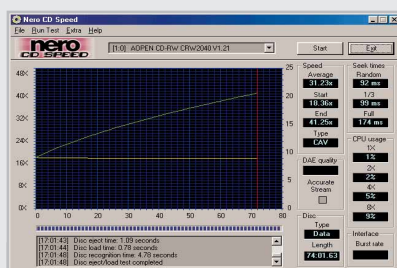 Nero CD Speed
File Run Test Extra Help
nero
CD SPEED
[1:0] AOPEN CD-RW CRW2040 V1.21
Start
Exit
48X
40X
32X
24X
16X
8X
0X
25
20
15
10
5
0
0 10 20 30 40 50 60 70 80
Speed
Average
31.23x
Start
18.36x
End
41.25x
Type
CAV
DAE quality
Accurate
Stream
Disc
Type
Data
Length
74:01.63
Seek times
Random
92 ms
1/3
99 ms
Full
174 ms
CPU usage
1X
1%
2X
2%
4X
5%
8X
9%
Interface
Burst rate
[17:01:43] Disc eject time: 1.09 seconds
[17:01:44] Disc load time: 0.78 seconds
[17:01:48] Disc recognition time: 4.78 seconds
[17:01:48] Disc eject/load test completed